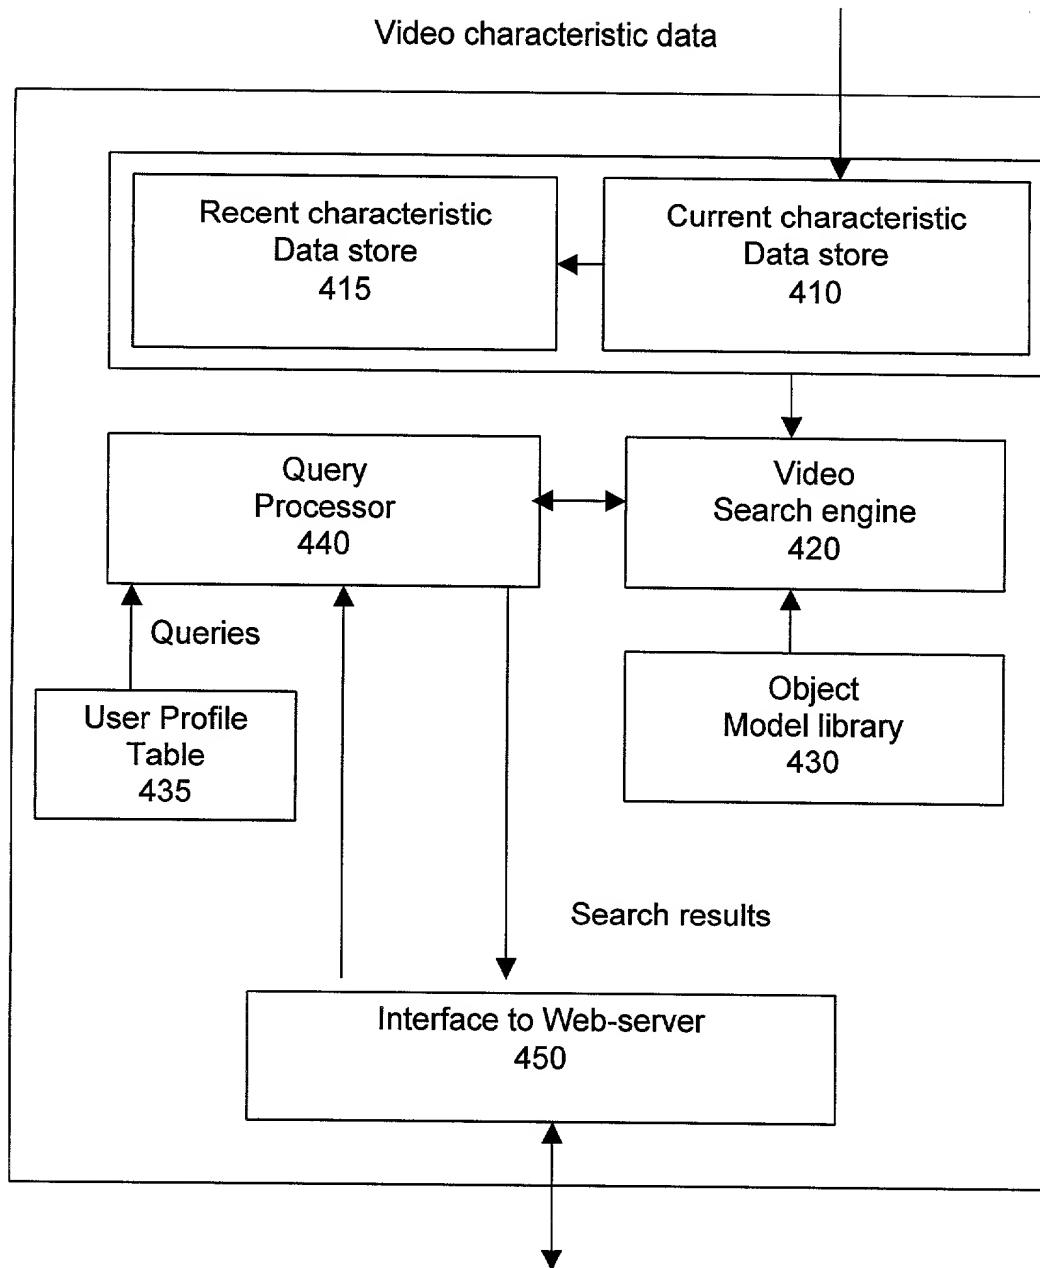 Video characteristic data
Recent characteristic
Data store
415
Current characteristic
Data store
410
Query
Processor
440
Video
Search engine
420
Queries
User Profile
Table
435
Object
Model library
430
Search results
Interface to Web-server
450